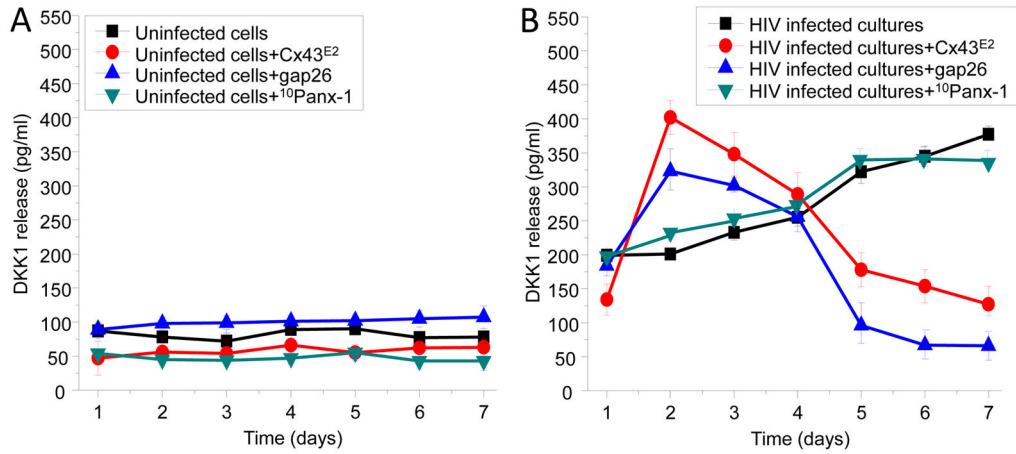 A
Uninfected cells
Uninfected cells+Cx43ᴱ²
Uninfected cells+gap26
Uninfected cells+¹⁰Panx-1
DKK1 release (pg/ml)
550
500
450
400
350
300
250
200
150
100
50
0
1 2 3 4 5 6 7
Time (days)
B
HIV infected cultures
HIV infected cultures+Cx43ᴱ²
HIV infected cultures+gap26
HIV infected cultures+¹⁰Panx-1
DKK1 release (pg/ml)
550
500
450
400
350
300
250
200
150
100
50
0
1 2 3 4 5 6 7
Time (days)